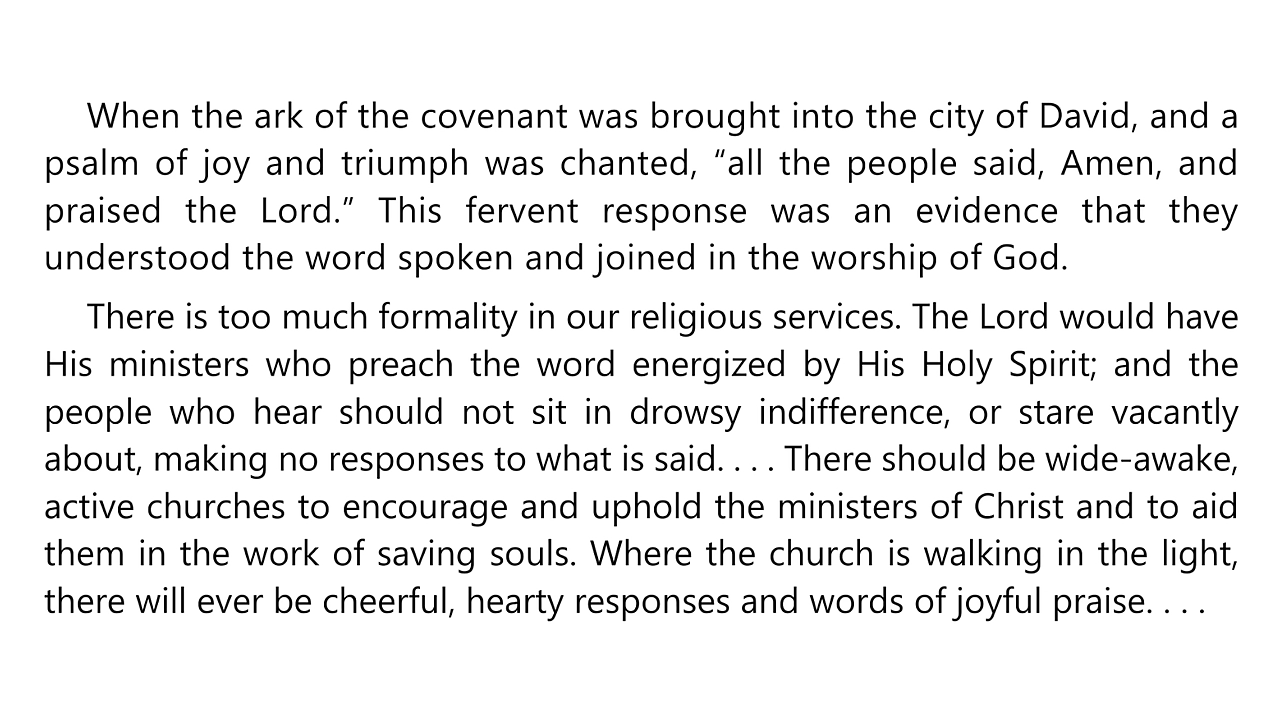 When the ark of the covenant was brought into the city of David, and a
psalm of joy and triumph was chanted, “all the people said, Amen, and
praised the Lord.” This fervent response was an evidence that they
understood the word spoken and joined in the worship of God.
There is too much formality in our religious services. The Lord would have
His ministers who preach the word energized by His Holy Spirit; and the
people who hear should not sit in drowsy indifference, or stare vacantly
about, making no responses to what is said. . . . There should be wide-awake,
active churches to encourage and uphold the ministers of Christ and to aid
them in the work of saving souls. Where the church is walking in the light,
there will ever be cheerful, hearty responses and words of joyful praise. . . .